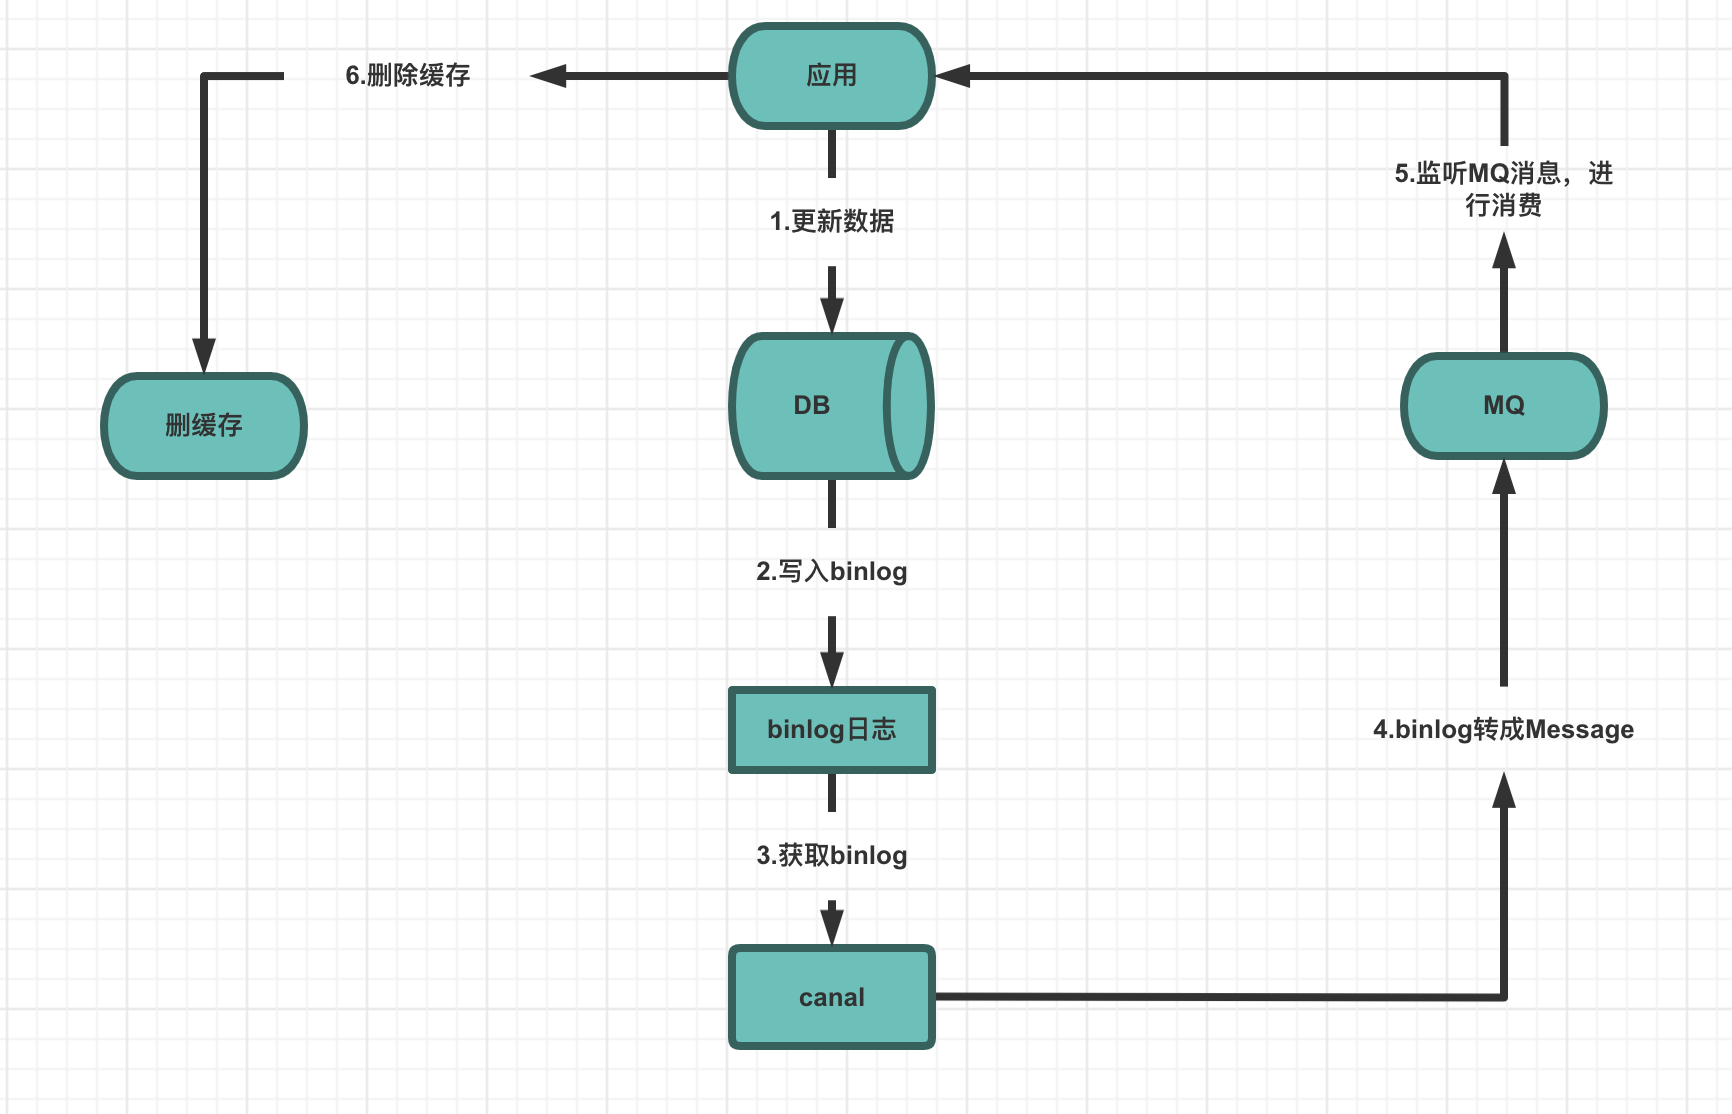 应用
6.删除缓存
5.监听MQ消息，进
行消费
1.更新数据
DB
MQ
删缓存
2.写入binlog
binlog日志
4.binlog转成Message
3.获取binlog
canal